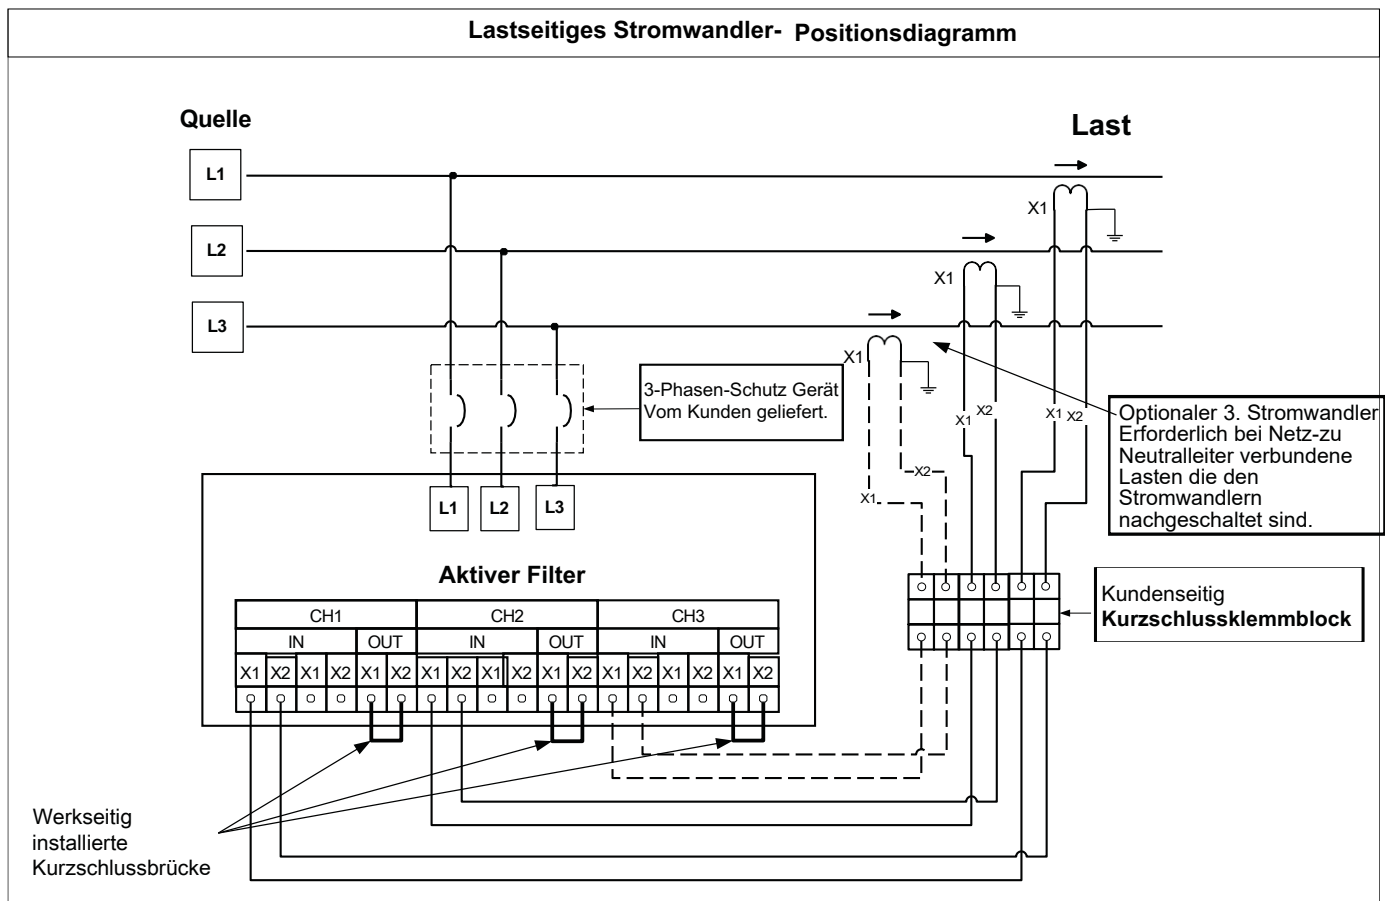 Lastseitiges Stromwandler- Positionsdiagramm
Quelle
Last
L1
X1
L2
X1
L3
X1
3-Phasen-Schutz Gerät
Vom Kunden geliefert.
X1
X2
X1
X2
Optionaler 3. Stromwandler
Erforderlich bei Netz-zu
Neutralleiter verbundene
Lasten die den
Stromwandlern
nachgeschaltet sind.
X2
X1
L1
L2
L3
Aktiver Filter
Kundenseitig
Kurzschlussklemmblock
CH1
CH2
CH3
IN
OUT
IN
OUT
IN
OUT
X1 X2 X1 X2 X1 X2 X1 X2 X1 X2 X1 X2 X1 X2 X1 X2 X1 X2
Werkseitig
installierte
Kurzschlussbrücke